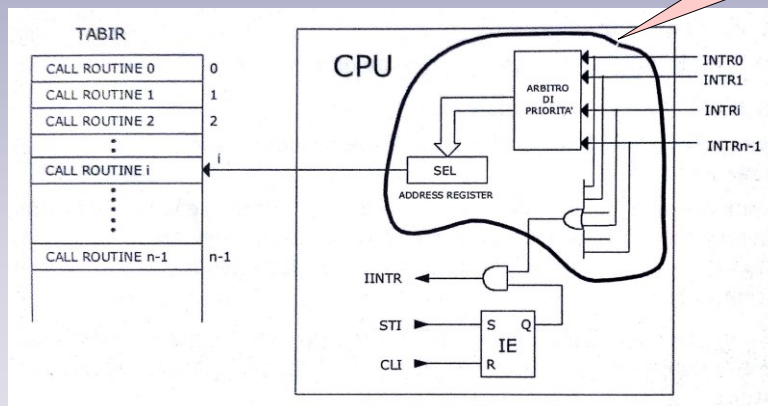 TABIR
CALL ROUTINE 0 0
CALL ROUTINE 1 1
CALL ROUTINE 2 2
CALL ROUTINE i i
CALL ROUTINE n-1 n-1
CPU
ARBITRO
DI
PRIORITA'
SEL
ADDRESS REGISTER
INTR0
INTR1
INTRi
INTRn-1
IINTR
STI
CLI
S Q
IE
R